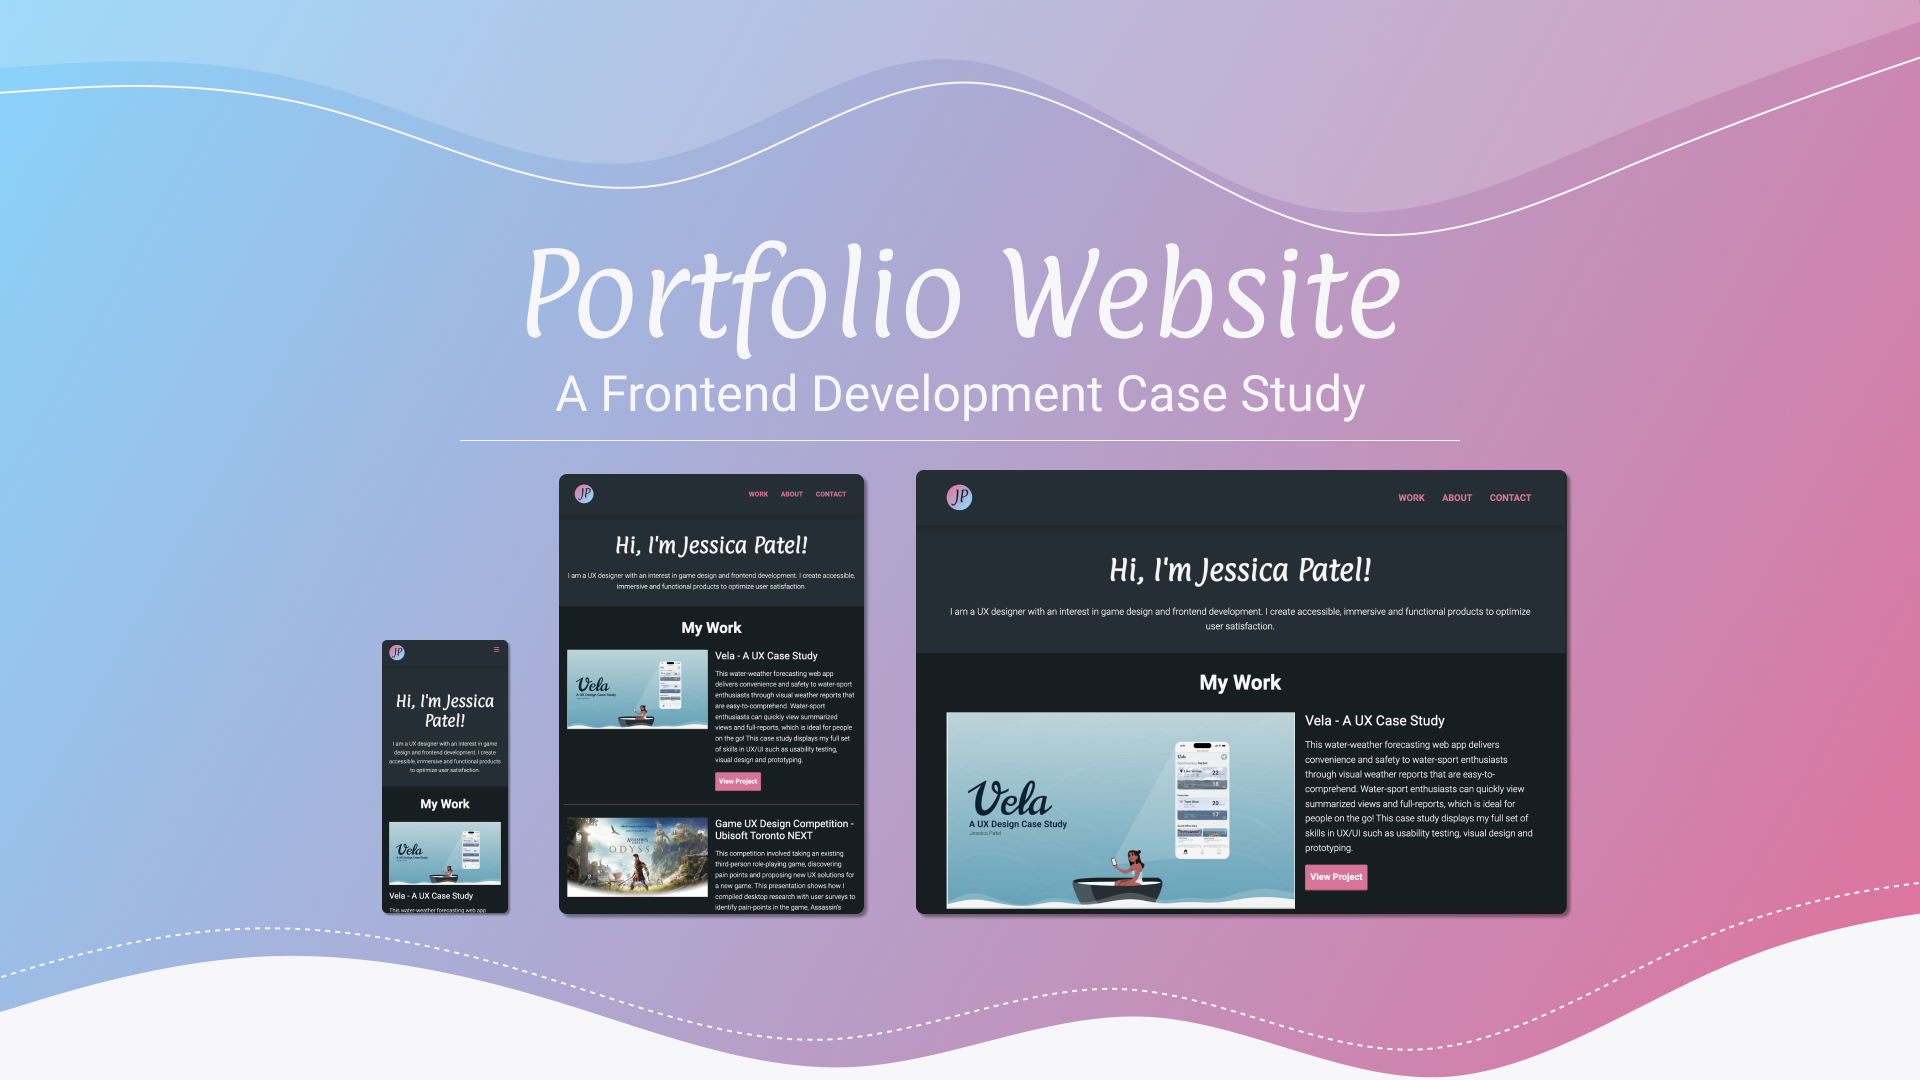 Portfolio Website
A Frontend Development Case Study
JP
Hi, I'm Jessica
Patel!
I am a UX designer with an interest in game
design and frontend development. I create
accessible, immersive and functional products
to optimize user satisfaction.
My Work
Vela
A UX Design Case Study
Vela - A UX Case Study
This water-weather forecasting web app
JP
WORK ABOUT CONTACT
Hi, I'm Jessica Patel!
I am a UX designer with an interest in game design and frontend development. I create accessible,
immersive and functional products to optimize user satisfaction.
My Work
Vela
A UX Design Case Study
Vela - A UX Case Study
This water-weather forecasting web app
delivers convenience and safety to water-sport
enthusiasts through visual weather reports that
are easy-to-comprehend. Water-sport
enthusiasts can quickly view summarized
views and full-reports, which is ideal for people
on the go! This case study displays my full set
of skills in UX/UI such as usability testing,
visual design and prototyping.
View Project
ASSASSIN'S
ODYSS
Game UX Design Competition -
Ubisoft Toronto NEXT
This competition involved taking an existing
third-person role-playing game, discovering
pain points and proposing new UX solutions for
a new game. This presentation shows how I
compiled desktop research with user surveys to
identify pain-points in the game, Assassin's
JP
WORK ABOUT CONTACT
Hi, I'm Jessica Patel!
I am a UX designer with an interest in game design and frontend development. I create accessible, immersive and functional products to optimize
user satisfaction.
My Work
Vela
A UX Design Case Study
Jessica Patel
Vela
22
18
20
17
Vela - A UX Case Study
This water-weather forecasting web app delivers
convenience and safety to water-sport enthusiasts
through visual weather reports that are easy-to-
comprehend. Water-sport enthusiasts can quickly view
summarized views and full-reports, which is ideal for
people on the go! This case study displays my full set of
skills in UX/UI such as usability testing, visual design and
prototyping.
View Project